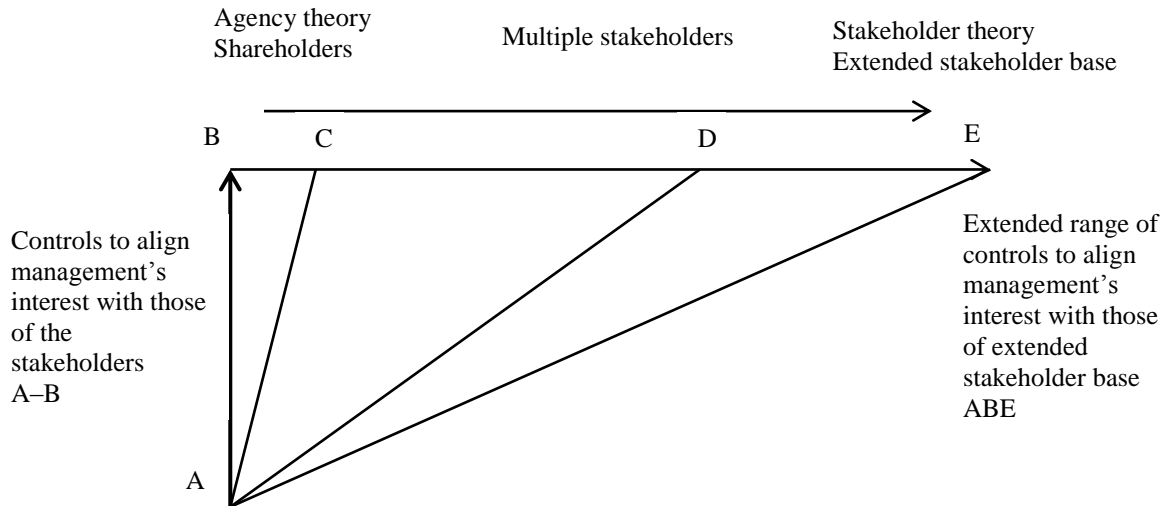 Agency theory
Shareholders
Multiple stakeholders
Stakeholder theory
Extended stakeholder base
B
C
D
E
Controls to align
management’s
interest with those
of the
stakeholders
A–B
Extended range of
controls to align
management’s
interest with those
of extended
stakeholder base
ABE
A